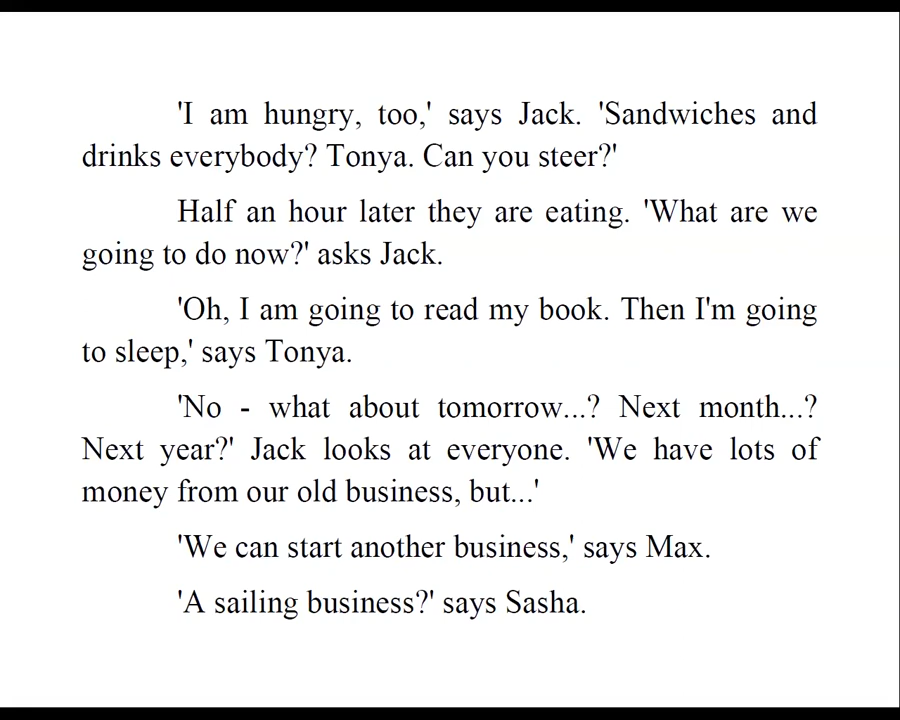 'I am hungry, too,' says Jack. 'Sandwiches and
drinks everybody? Tonya. Can you steer?'
Half an hour later they are eating. 'What are we
going to do now?' asks Jack.
'Oh, I am going to read my book. Then I'm going
to sleep,' says Tonya.
'No - what about tomorrow...? Next month...?
Next year?' Jack looks at everyone. 'We have lots of
money from our old business, but...'
'We can start another business,' says Max.
'A sailing business?' says Sasha.